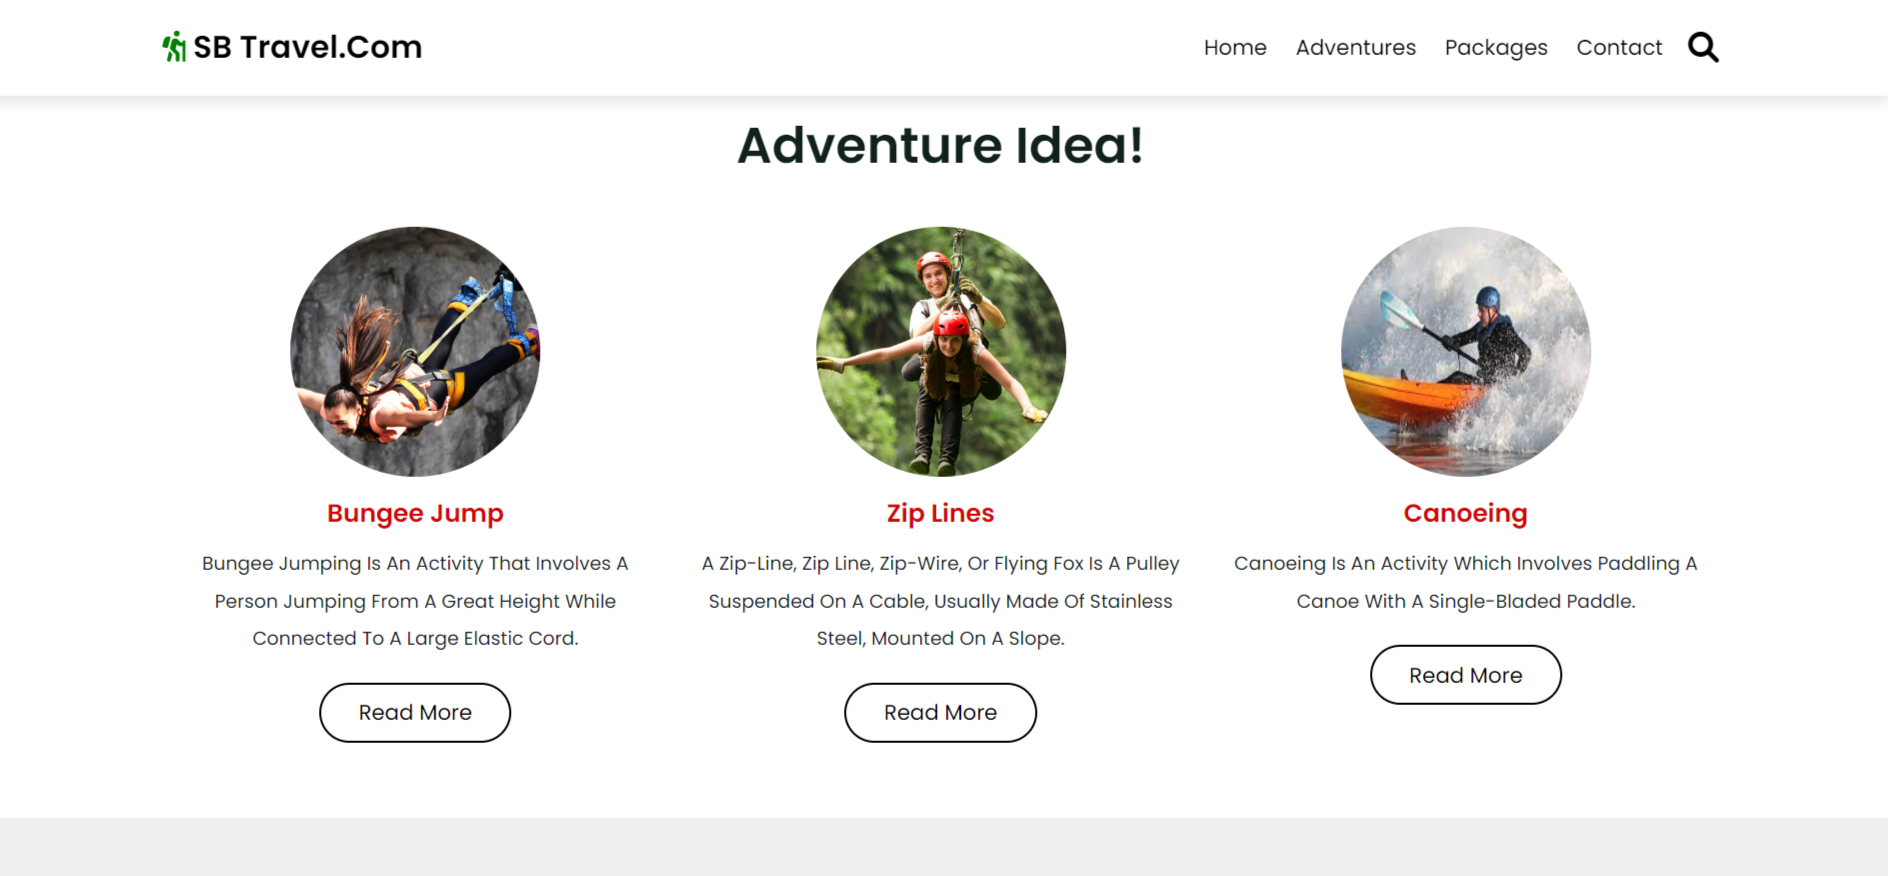 SB Travel.Com
Home Adventures Packages Contact
Adventure Idea!
Bungee Jump
Bungee Jumping Is An Activity That Involves A
Person Jumping From A Great Height While
Connected To A Large Elastic Cord.
Read More
Zip Lines
A Zip-Line, Zip Line, Zip-Wire, Or Flying Fox Is A Pulley
Suspended On A Cable, Usually Made Of Stainless
Steel, Mounted On A Slope.
Read More
Canoeing
Canoeing Is An Activity Which Involves Paddling A
Canoe With A Single-Bladed Paddle.
Read More